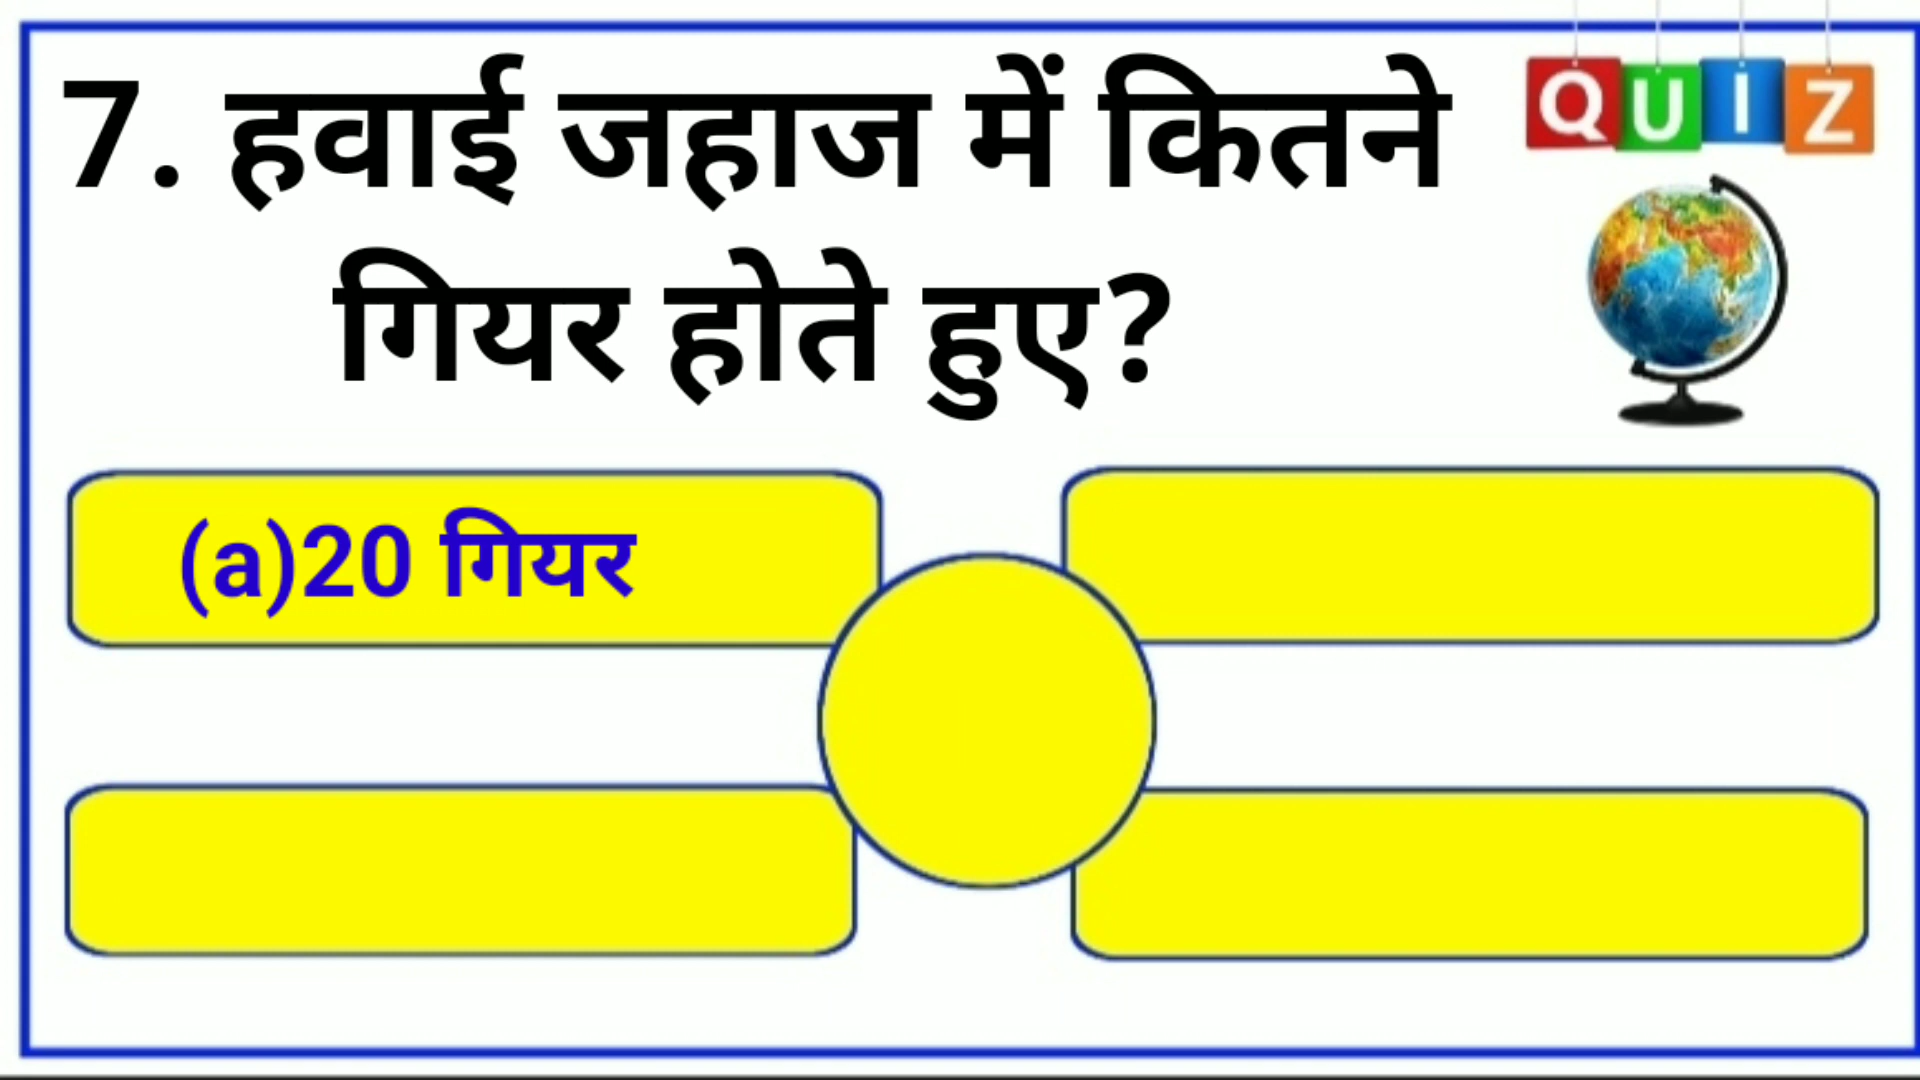 7. हवाई जहाज में कितने
गियर होते हुए?
QUIZ
(a)20 गियर